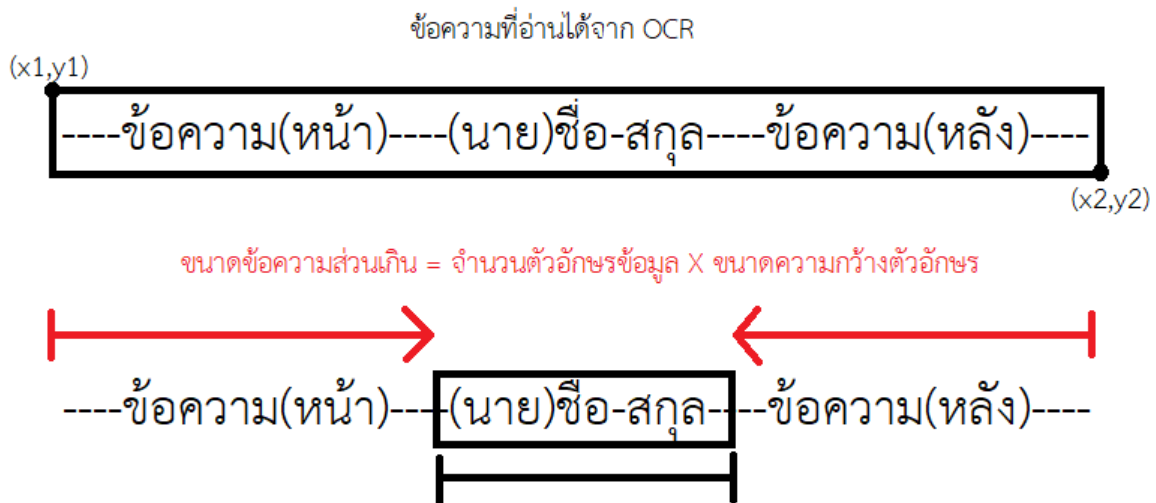 ข้อความที่อ่านได้จาก OCR
(x1,y1)
----ข้อความ(หน้า)----(นาย)ชื่อ-สกุล----ข้อความ(หลัง)----
(x2,y2)
ขนาดข้อความส่วนเกิน = จำนวนตัวอักษรข้อมูล X ขนาดความกว้างตัวอักษร
----ข้อความ(หน้า)----(นาย)ชื่อ-สกุล----ข้อความ(หลัง)----